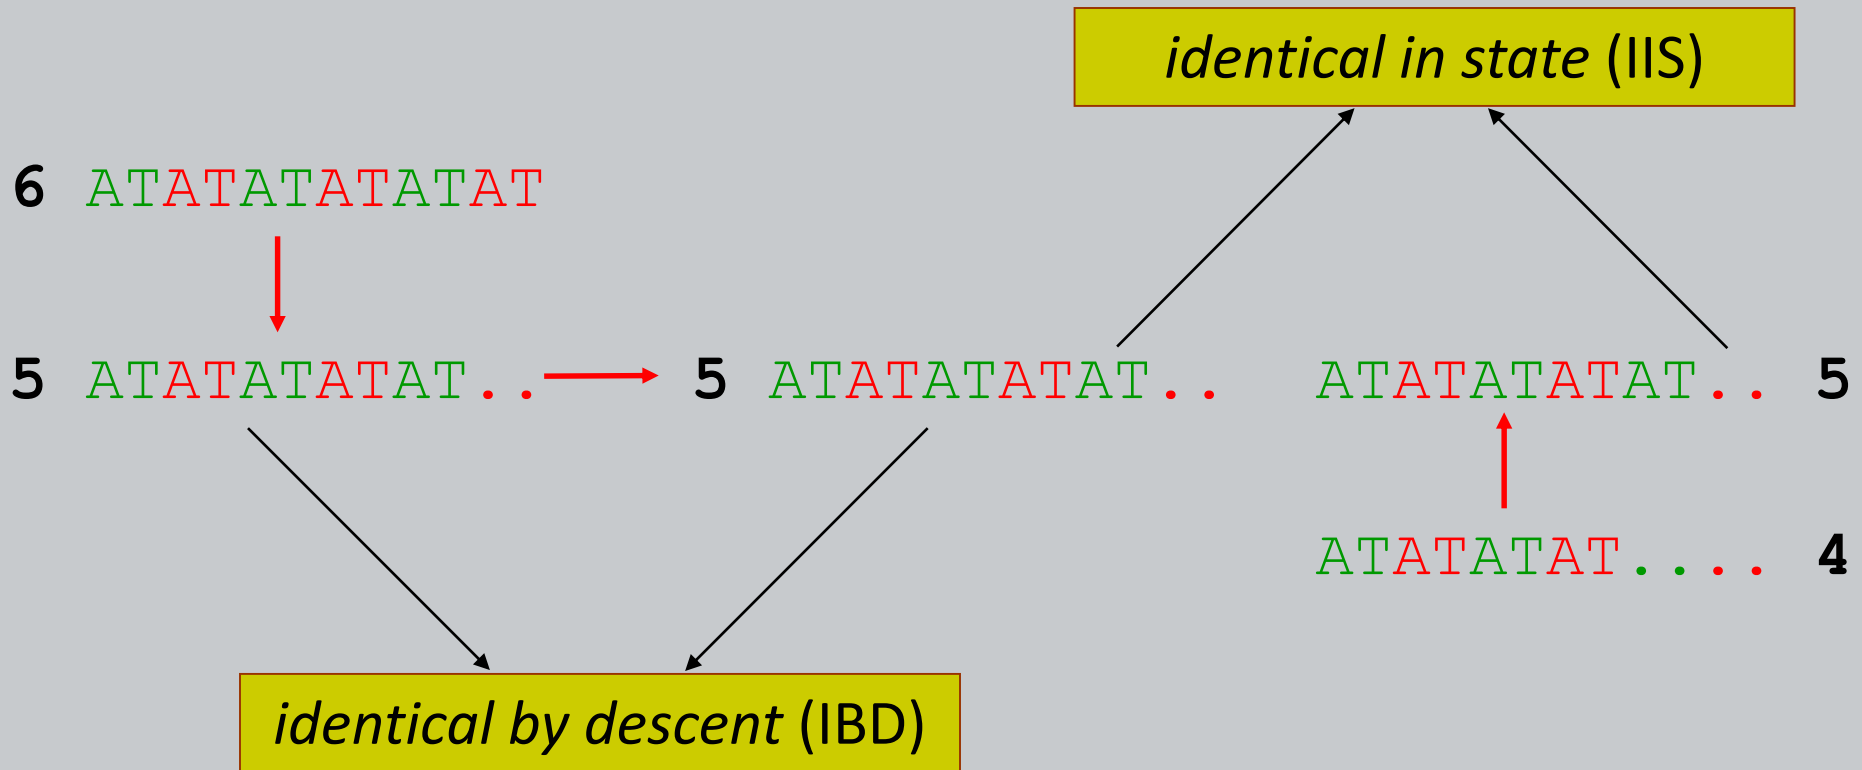 identical in state (IIS)
6 ATATATATATAT
5 ATATATATAT.. 5 ATATATATAT.. ATATATATAT.. 5
ATATATAT.... 4
identical by descent (IBD)